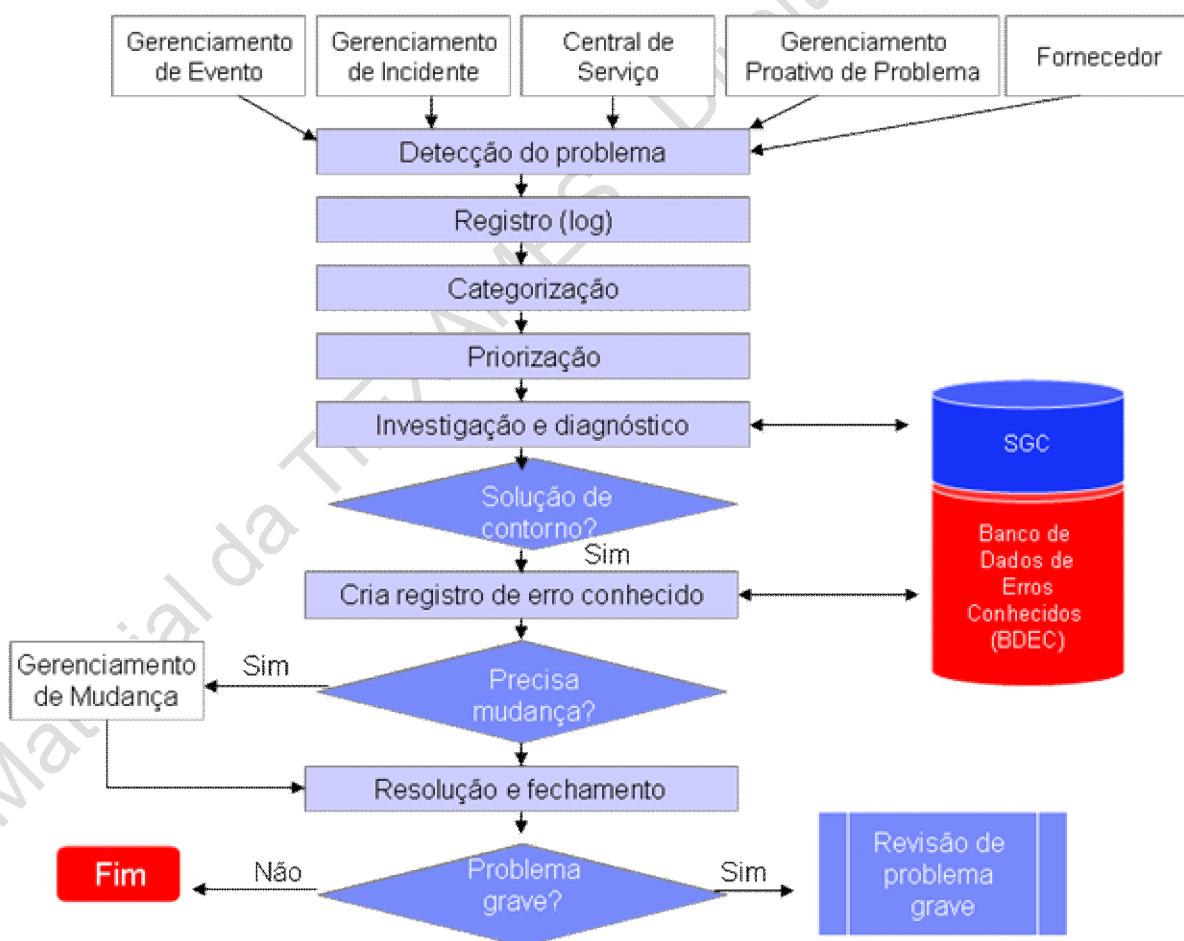 Gerenciamento
de Evento
Gerenciamento
de Incidente
Central de
Serviço
Gerenciamento
Proativo de Problema
Fornecedor
Detecção do problema
Registro (log)
Categorização
Priorização
Investigação e diagnóstico
SGC
Solução de
contorno?
Sim
Banco de
Dados de
Erros
Conhecidos
(BDEC)
Cria registro de erro conhecido
Gerenciamento
de Mudança
Sim
Precisa
mudança?
Resolução e fechamento
Fim
Não
Problema
grave?
Sim
Revisão de
problema
grave